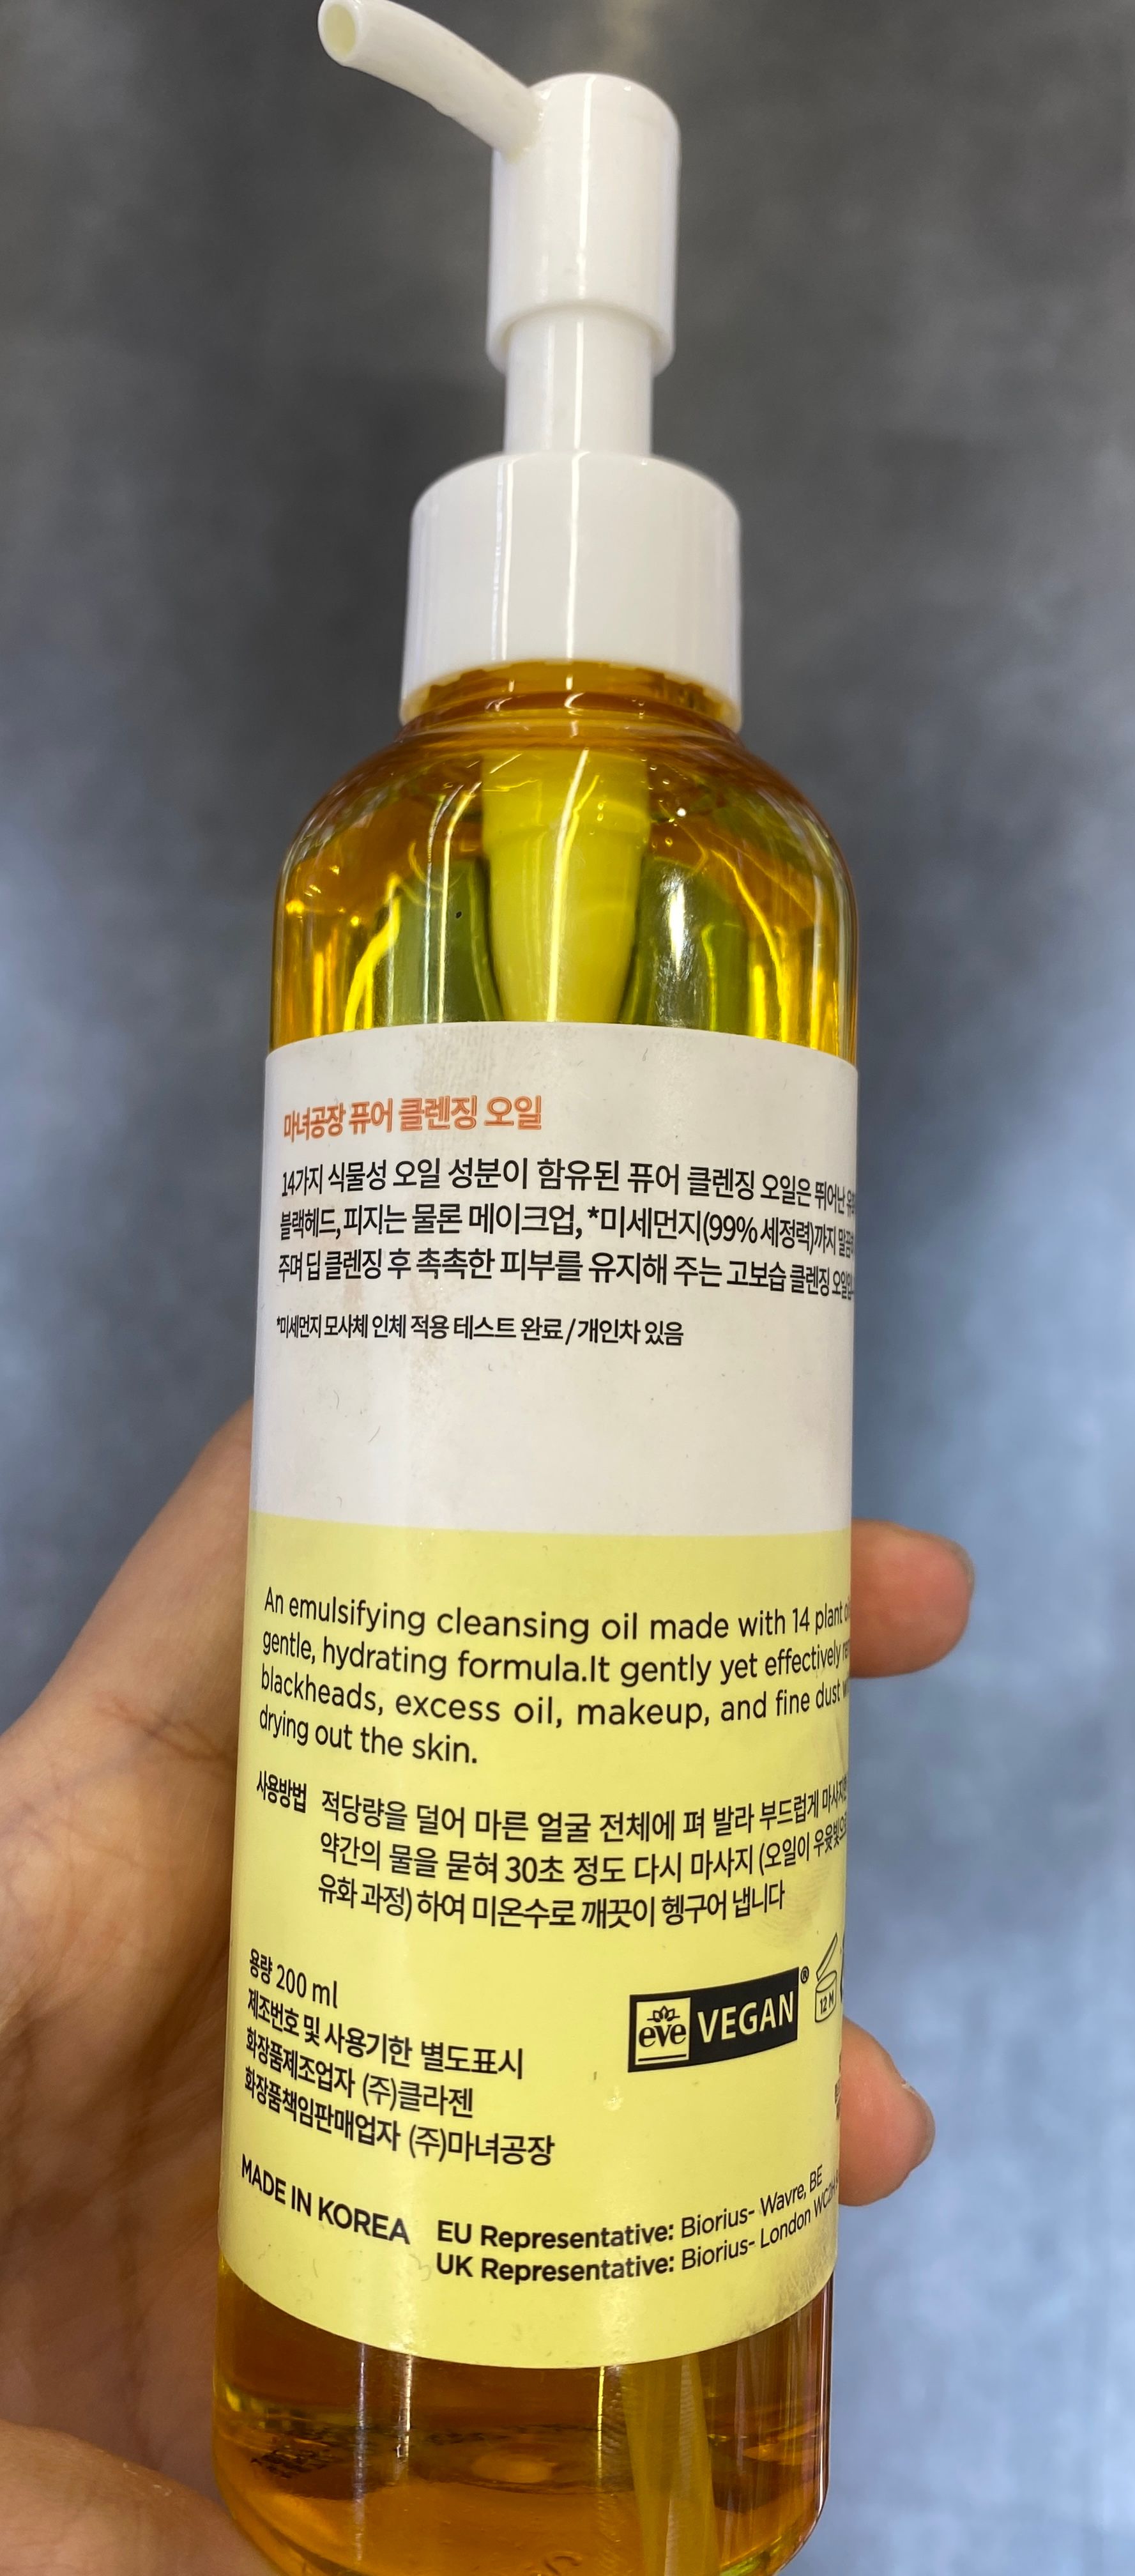 마녀공장 퓨어 클렌징 오일
14가지 식물성 오일 성분이 함유된 퓨어 클렌징 오일은 뛰어난
블랙헤드, 피지는 물론 메이크업, *미세먼지(99% 세정력)까지
주며 딥 클렌징 후 촉촉한 피부를 유지해 주는 고보습 클렌징
*미세먼지 모사체 인체 적용 테스트 완료 / 개인차 있음
An emulsifying cleansing oil made with 14 plant
gentle, hydrating formula.It gently yet effectively
blackheads, excess oil, makeup, and fine dust
drying out the skin.
사용방법 적당량을 덜어 마른 얼굴 전체에 펴 발라 부드럽게
약간의 물을 묻혀 30초 정도 다시 마사지 (오일이
유화 과정) 하여 미온수로 깨끗이 헹구어 냅니다
용량 200 ml
제조번호 및 사용기한 별도표시
화장품제조업자 (주)클라젠
화장품책임판매업자 (주)마녀공장
eve VEGAN®
12 M
MADE IN KOREA
EU Representative: Biorius- Wavre, BE
UK Representative: Biorius- London